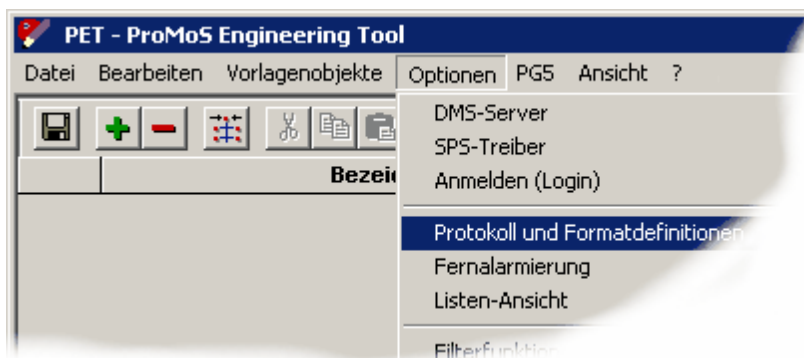 PET - ProMoS Engineering Tool
Datei Bearbeiten Vorlagenobjekte Optionen PG5 Ansicht ?
DMS-Server
SPS-Treiber
Anmelden (Login)
Protokoll und Formatdefinitionen
Fernalarmierung
Listen-Ansicht